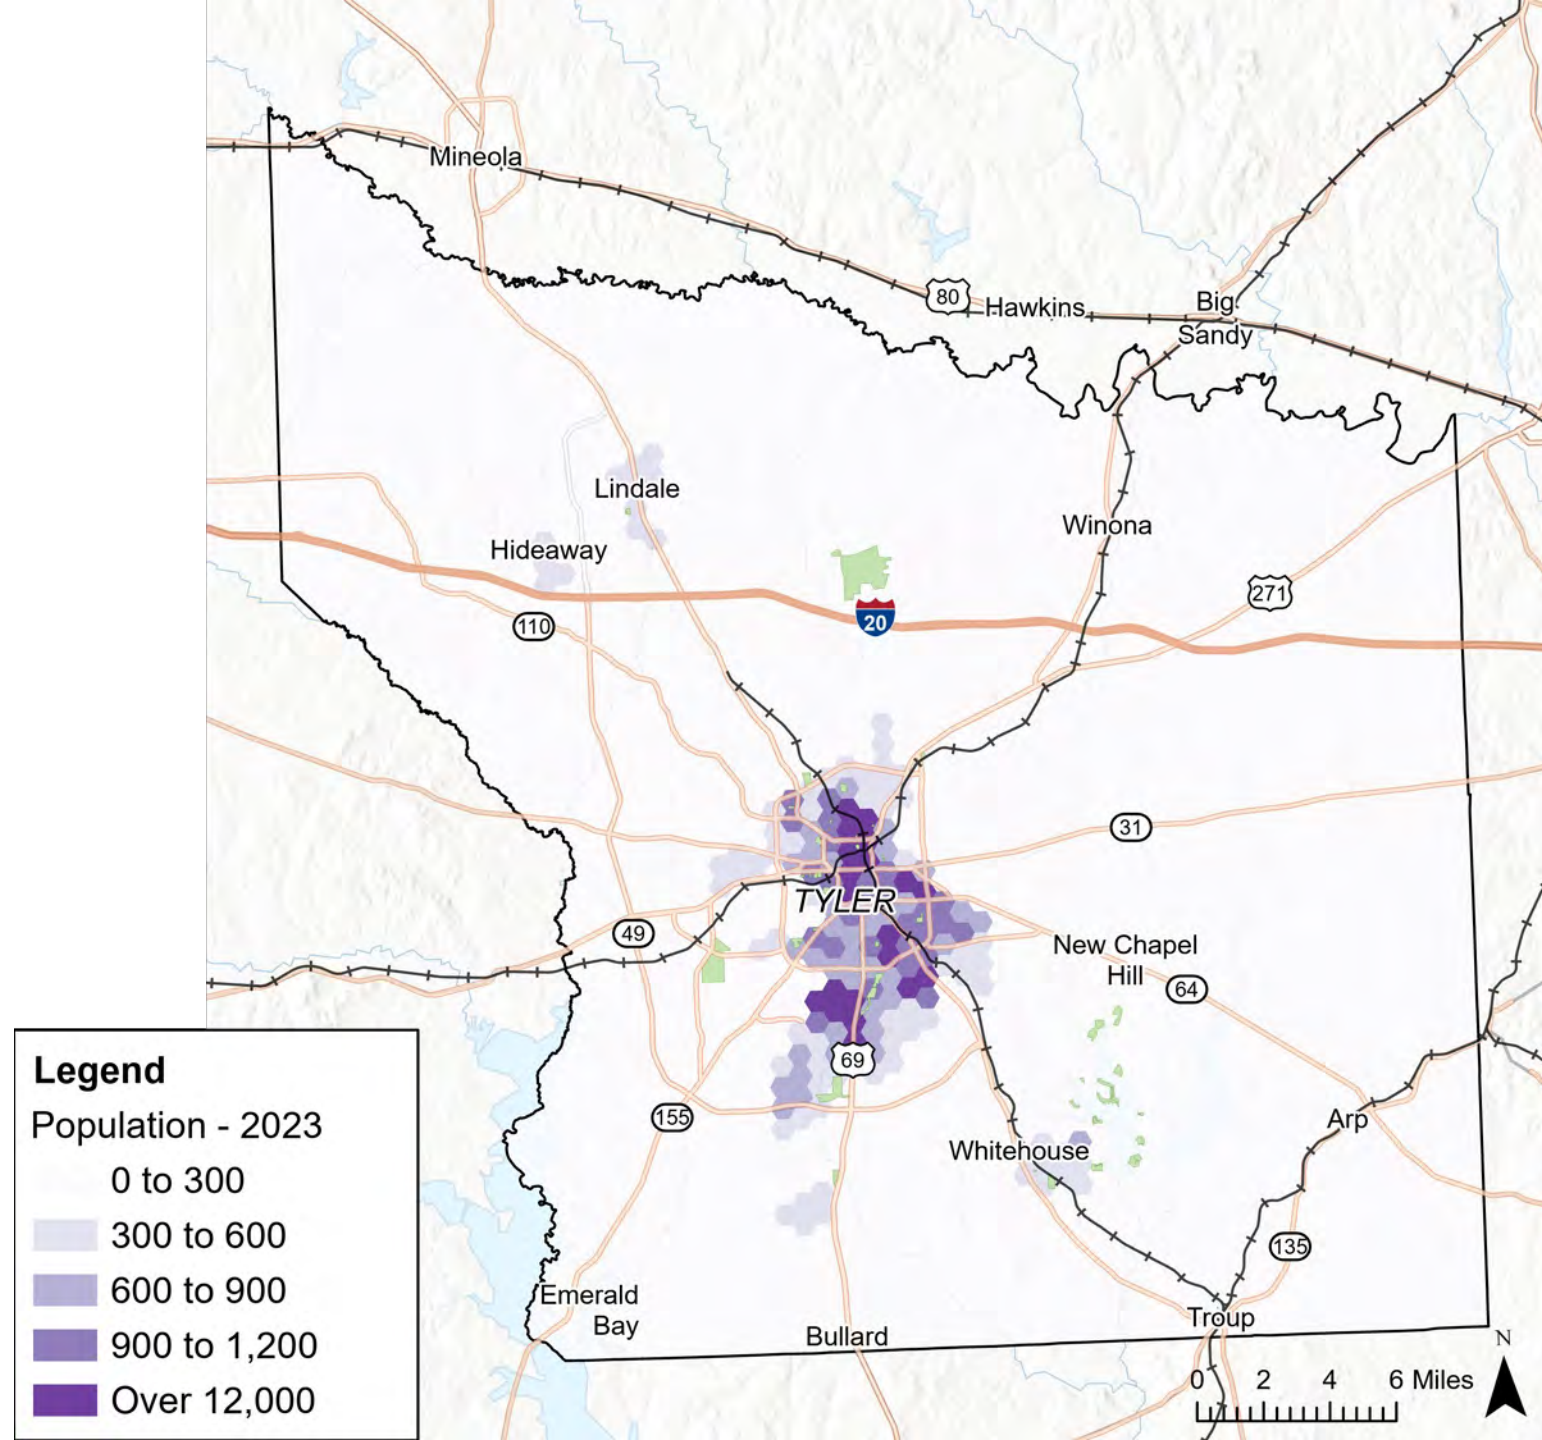 Mineola
80
Hawkins
Big
Sandy
Lindale
Winona
Hideaway
271
20
110
31
TYLER
49
New Chapel
Hill
64
69
155
Arp
Whitehouse
135
Emerald
Bay
Troup
Bullard
Legend
Population - 2023
0 to 300
300 to 600
600 to 900
900 to 1,200
Over 12,000
N
0 2 4 6 Miles